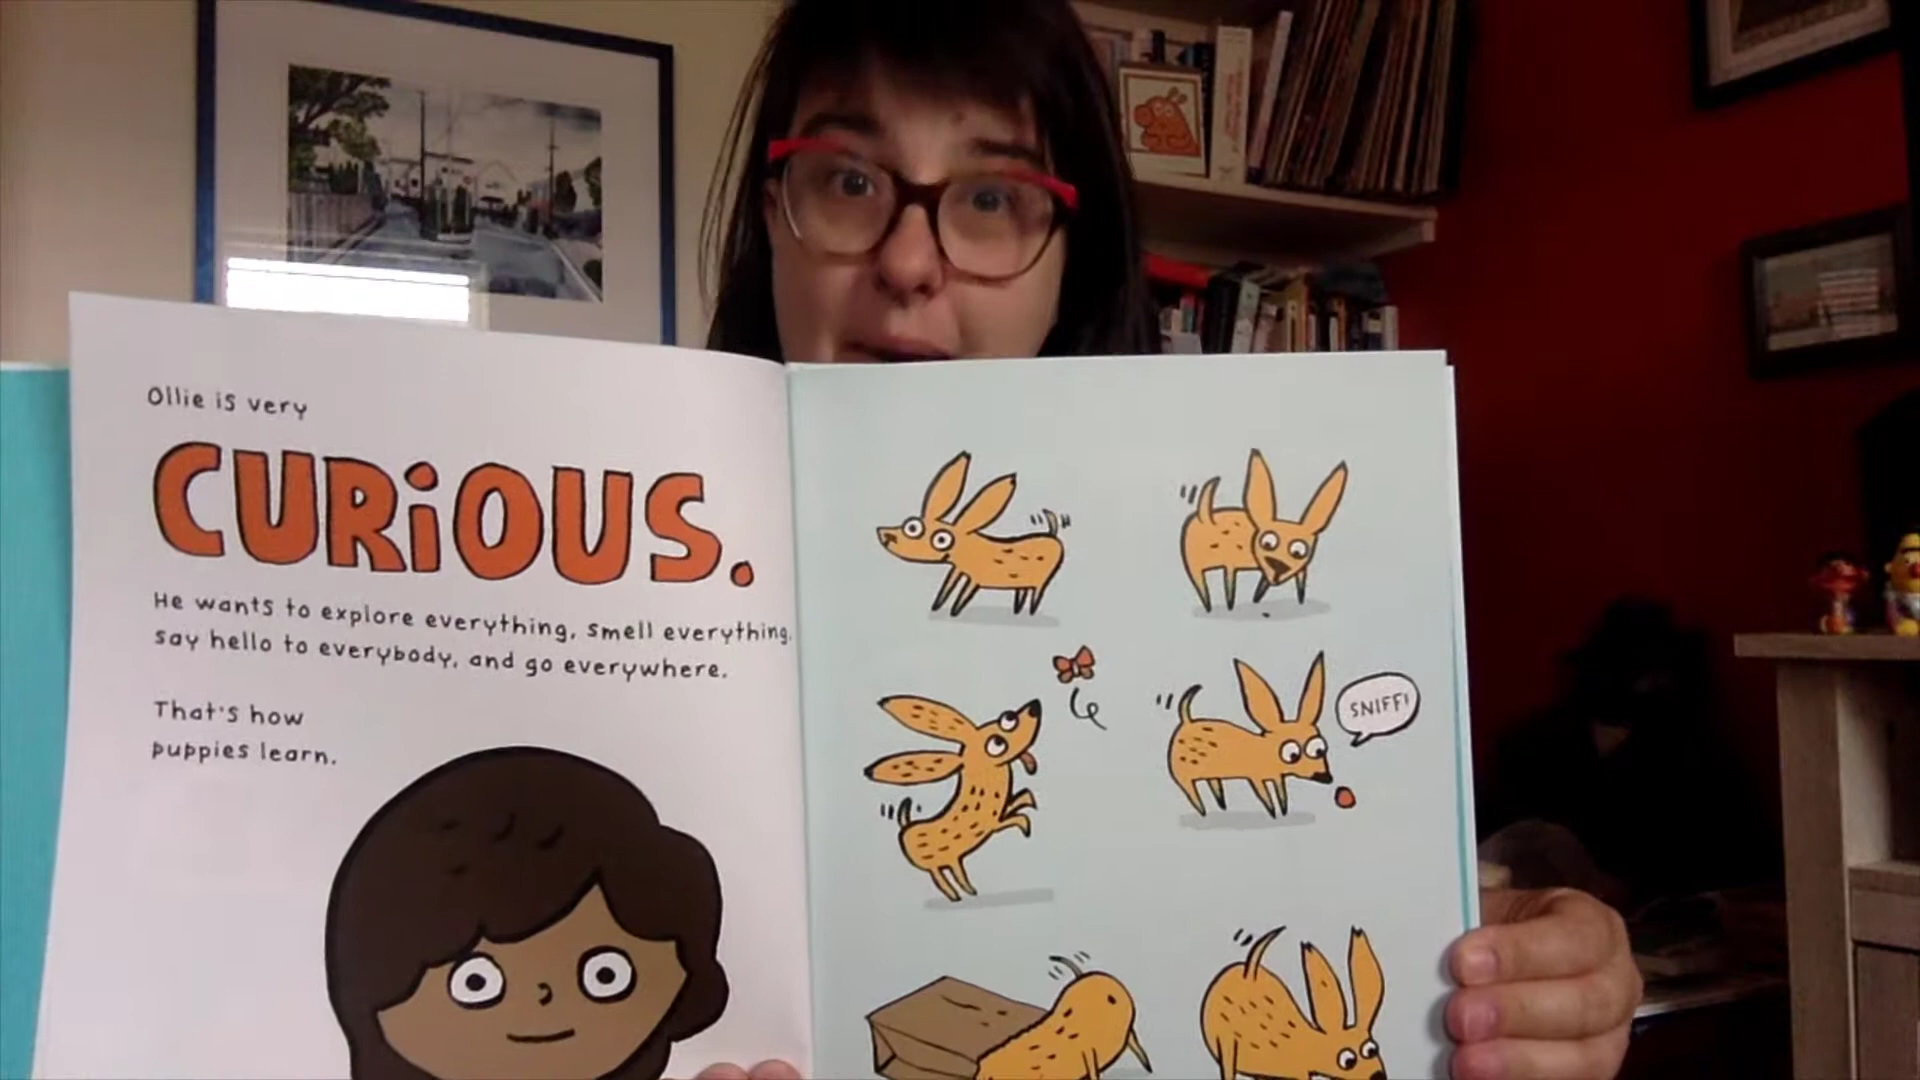 Ollie is very
CURiOUS.
He wants to explore everything, smell everything,
say hello to everybody, and go everywhere.
That's how
puppies learn.
SNIFF!